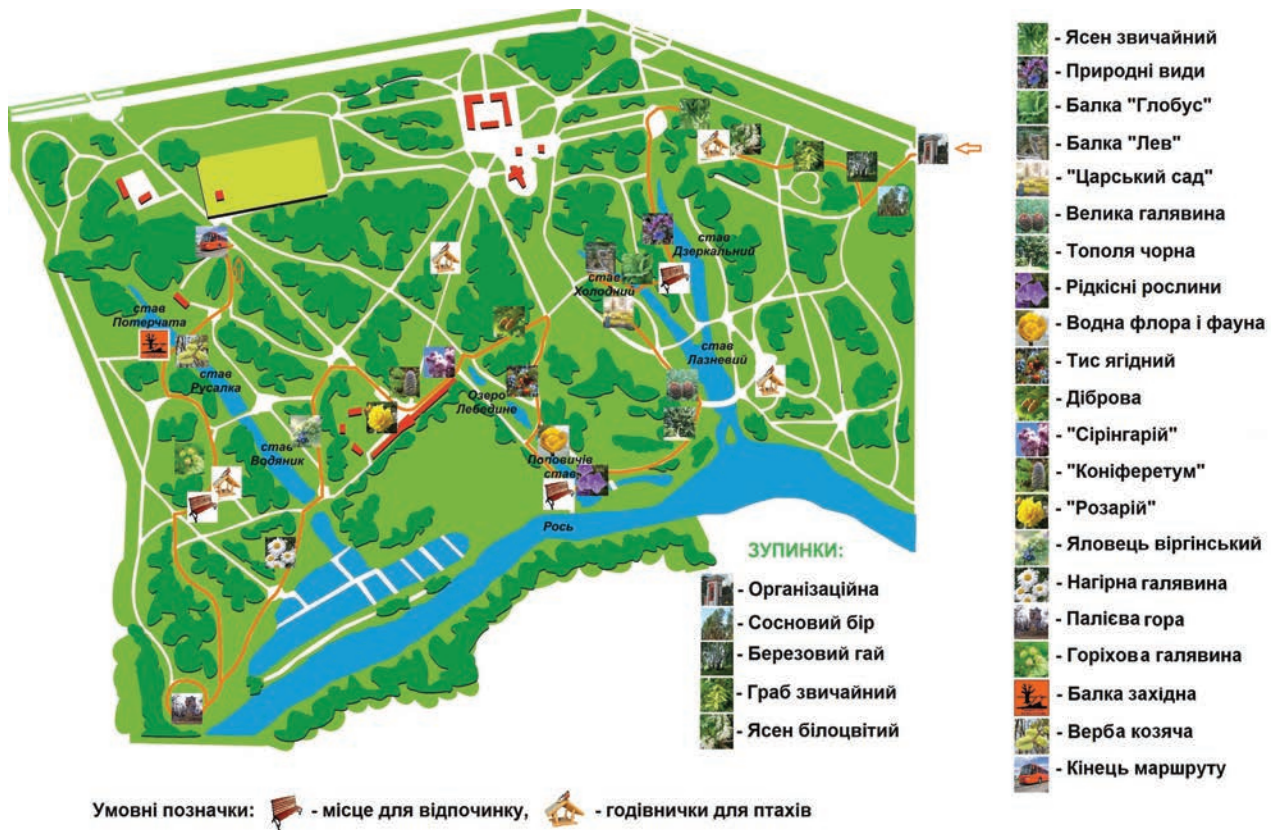 - Ясен звичайний
- Природні види
- Балка "Глобус"
- Балка "Лев"
- "Царський сад"
- Велика галявина
- Тополя чорна
- Рідкісні рослини
- Водна флора і фауна
- Тис ягідний
- Діброва
- "Сірінгарій"
- "Коніферетум"
- "Розарій"
- Яловець віргінський
- Нагірна галявина
- Палієва гора
- Горіхова галявина
- Балка західна
- Верба козяча
- Кінець маршруту
став
Дзеркальний
став
Холодний
став
Потерчата
став
Лазневий
став
Русалка
Озеро
Лебедине
став
Водяник
Поповичів
став
Рось
ЗУПИНКИ:
- Організаційна
- Сосновий бір
- Березовий гай
- Граб звичайний
- Ясен білоцвітий
Умовні позначки: - місце для відпочинку, - годівнички для птахів